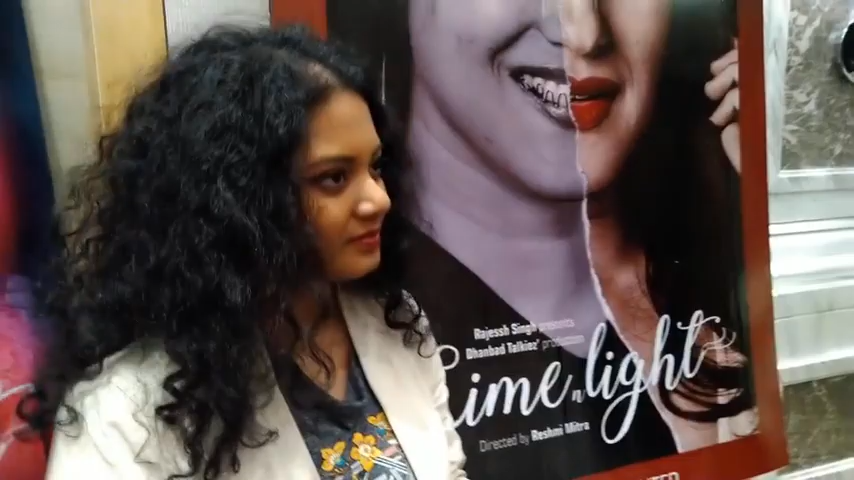 Rajessh Singh presents
Dhanbad Talkiez' production
Lime n light
Directed by Reshmi Mitra